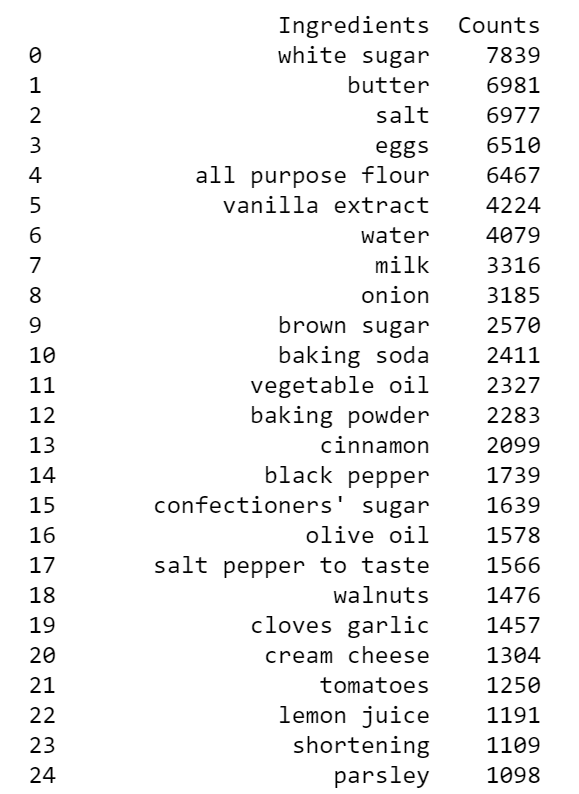 Ingredients Counts
0 white sugar 7839
1 butter 6981
2 salt 6977
3 eggs 6510
4 all purpose flour 6467
5 vanilla extract 4224
6 water 4079
7 milk 3316
8 onion 3185
9 brown sugar 2570
10 baking soda 2411
11 vegetable oil 2327
12 baking powder 2283
13 cinnamon 2099
14 black pepper 1739
15 confectioners' sugar 1639
16 olive oil 1578
17 salt pepper to taste 1566
18 walnuts 1476
19 cloves garlic 1457
20 cream cheese 1304
21 tomatoes 1250
22 lemon juice 1191
23 shortening 1109
24 parsley 1098